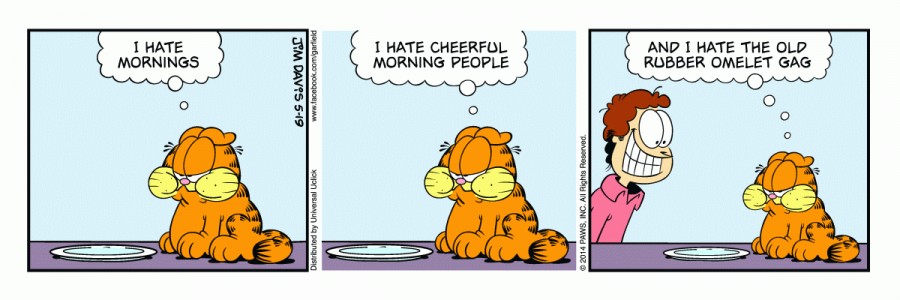 I HATE
MORNINGS
JIM DAVIS 5-19
Distributed by Universal Uclick
www.facebook.com/garfield
I HATE CHEERFUL
MORNING PEOPLE
© 2014 PAWS, INC. All Rights Reserved.
AND I HATE THE OLD
RUBBER OMELET GAG